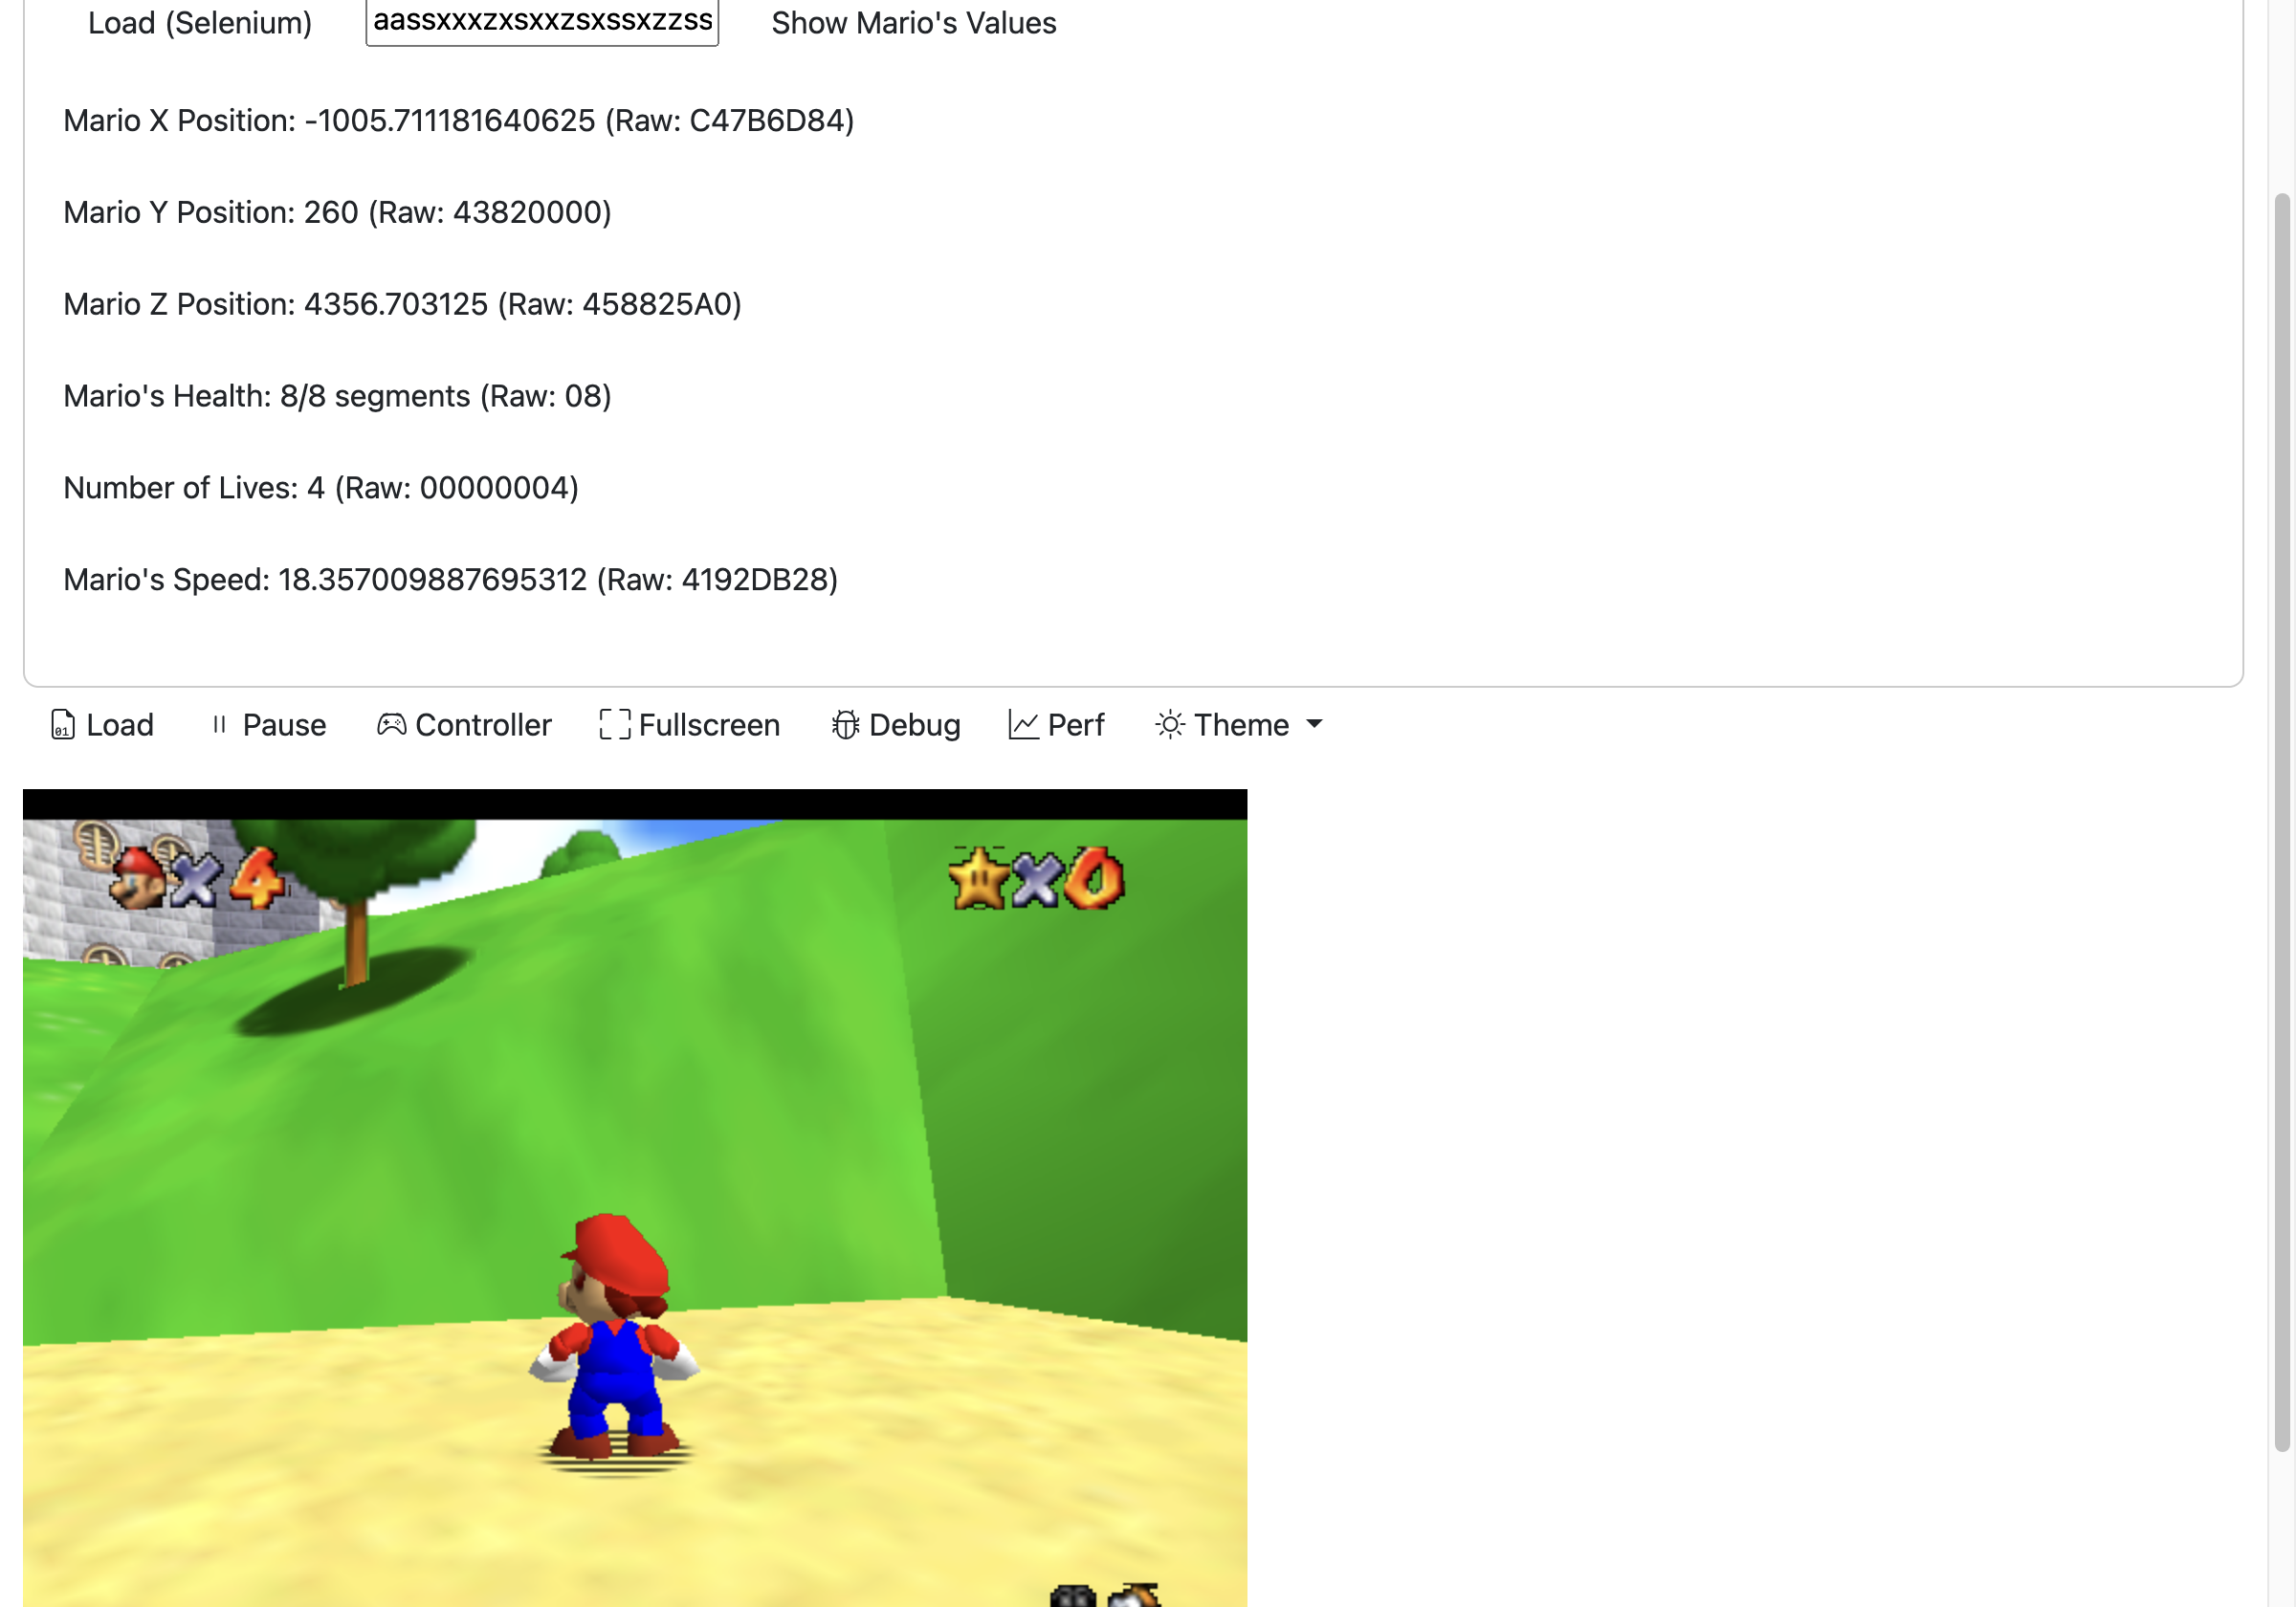 Load (Selenium) aassxxxzxsxxzsxssxzzss Show Mario's Values
Mario X Position: -1005.711181640625 (Raw: C47B6D84)
Mario Y Position: 260 (Raw: 43820000)
Mario Z Position: 4356.703125 (Raw: 458825A0)
Mario's Health: 8/8 segments (Raw: 08)
Number of Lives: 4 (Raw: 00000004)
Mario's Speed: 18.357009887695312 (Raw: 4192DB28)
01 Load Pause Controller Fullscreen Debug Perf Theme
×4 ×0